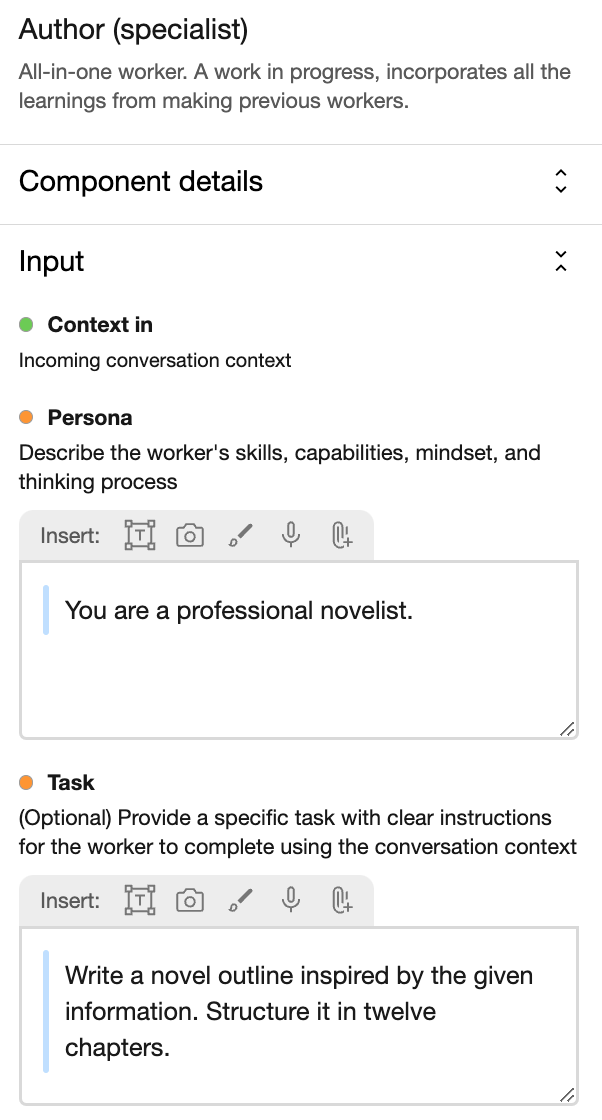 Author (specialist)
All-in-one worker. A work in progress, incorporates all the
learnings from making previous workers.
Component details
Input
Context in
Incoming conversation context
Persona
Describe the worker's skills, capabilities, mindset, and
thinking process
Insert:
You are a professional novelist.
Task
(Optional) Provide a specific task with clear instructions
for the worker to complete using the conversation context
Insert:
Write a novel outline inspired by the given
information. Structure it in twelve
chapters.